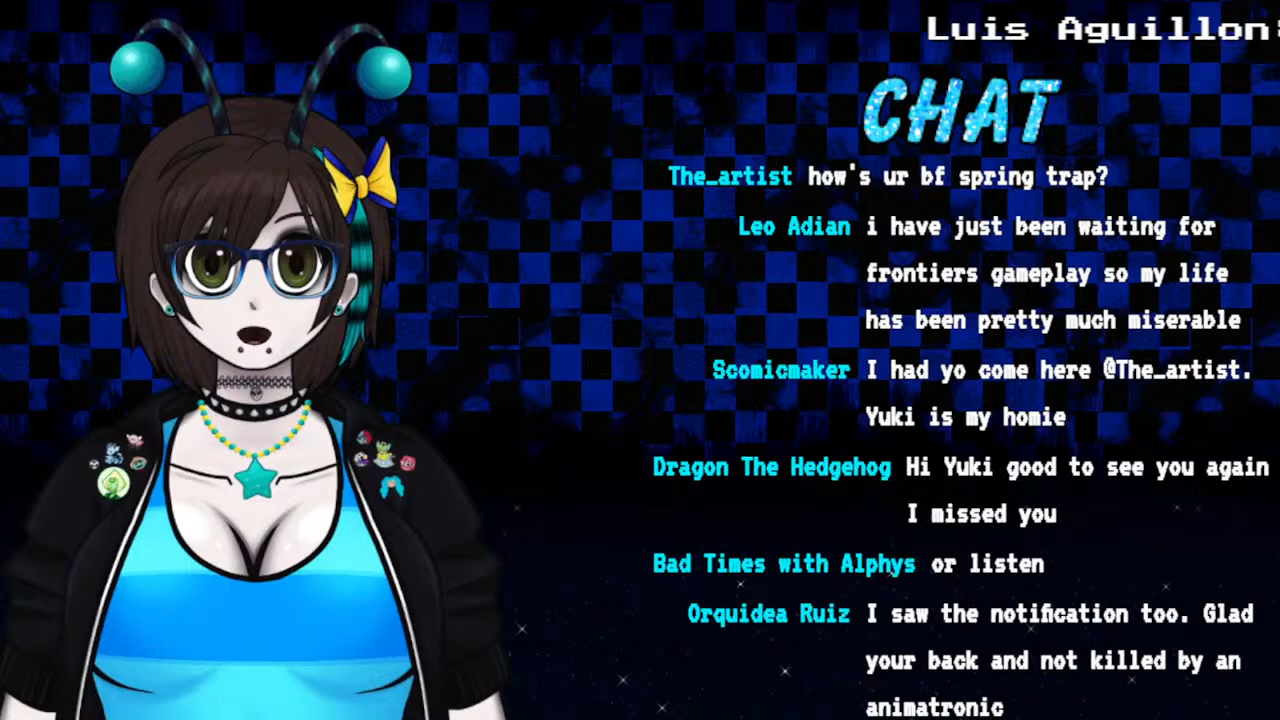 Luis Aguillon:
CHAT
The_artist how's ur bf spring trap?
Leo Adian i have just been waiting for
frontiers gameplay so my life
has been pretty much miserable
Scomicmaker I had yo come here @The_artist.
Yuki is my homie
Dragon The Hedgehog Hi Yuki good to see you again
I missed you
Bad Times with Alphys or listen
Orquidea Ruiz I saw the notification too. Glad
your back and not killed by an
animatronic